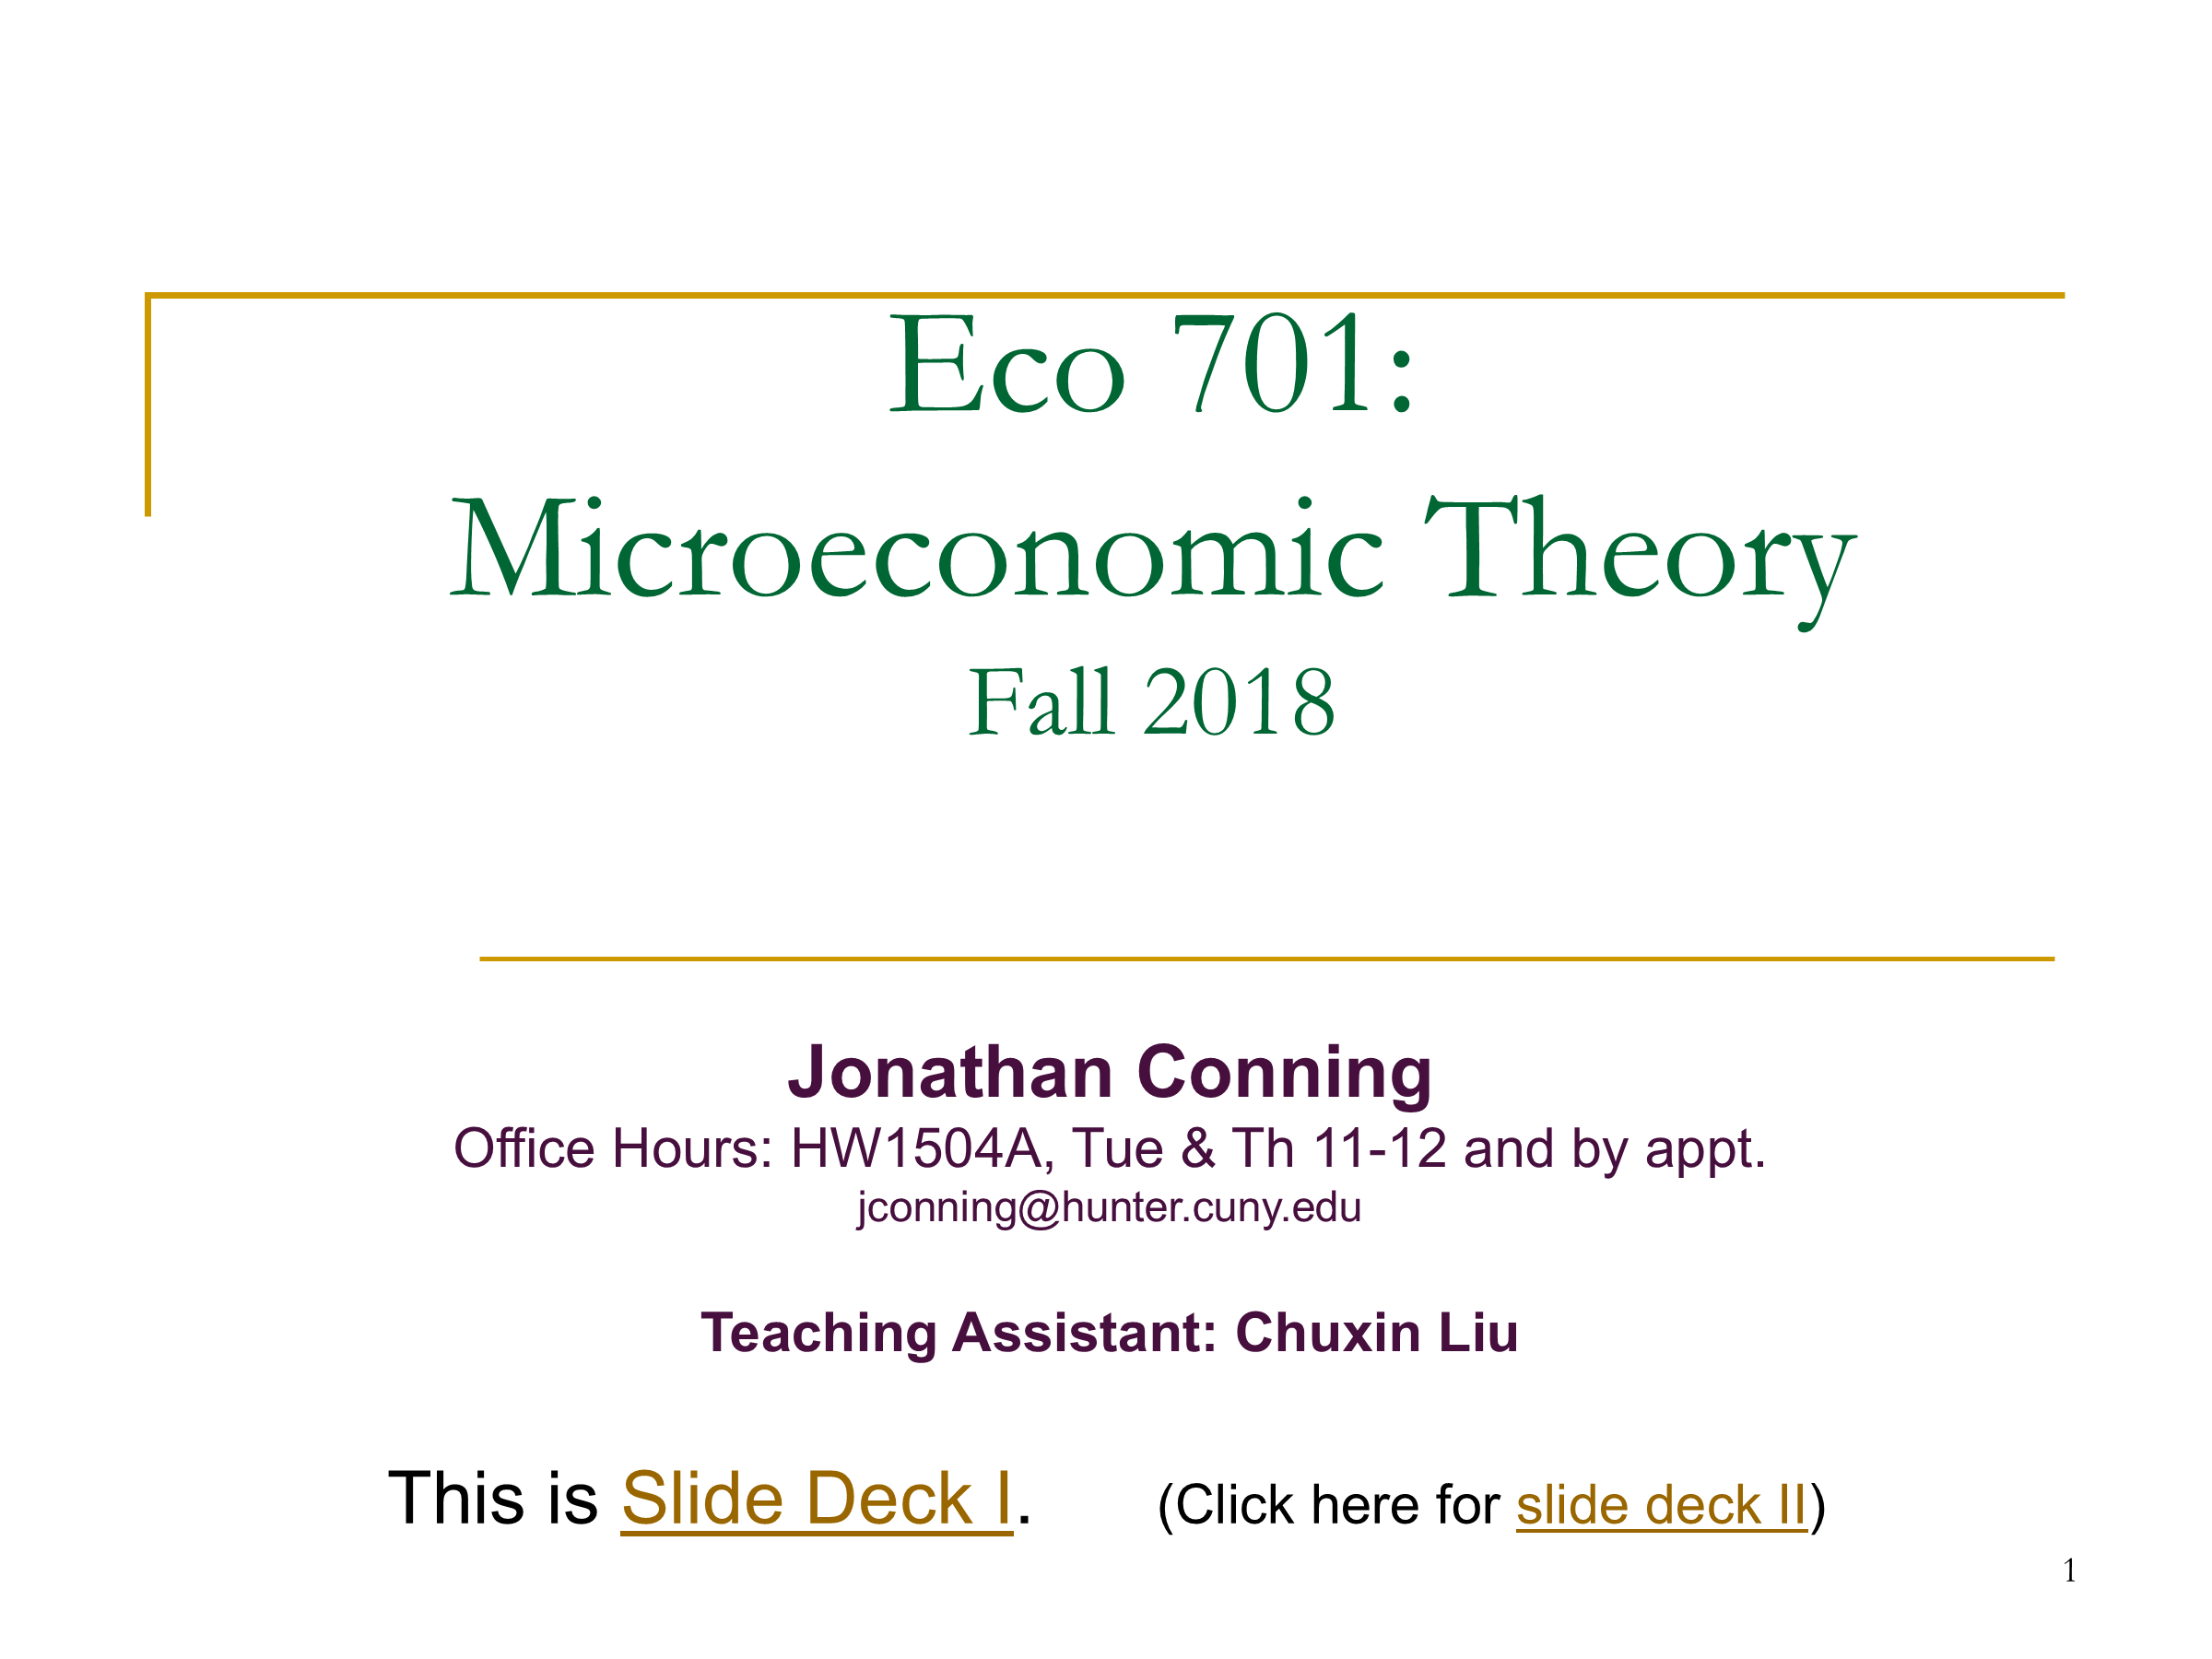 Eco 701:
Microeconomic Theory
Fall 2018
Jonathan Conning
Office Hours: HW1504A, Tue & Th 11-12 and by appt.
jconning@hunter.cuny.edu
Teaching Assistant: Chuxin Liu
This is Slide Deck I. (Click here for slide deck II)
1